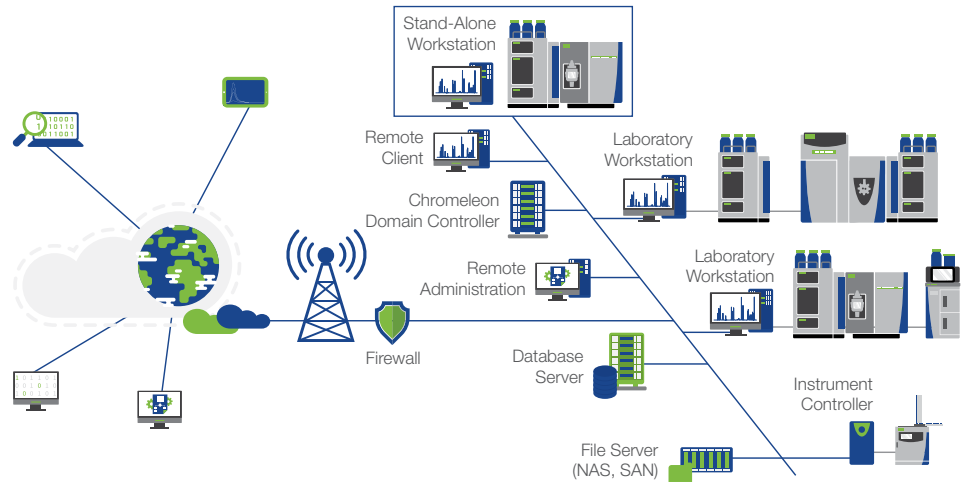 Stand-Alone
Workstation
Remote
Client
Laboratory
Workstation
Chromeleon
Domain Controller
Remote
Administration
Laboratory
Workstation
Firewall
Database
Server
Instrument
Controller
File Server
(NAS, SAN)